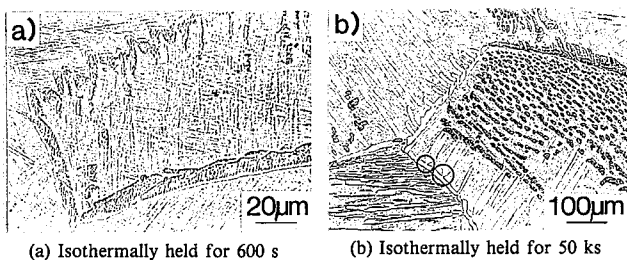 a)
b)
20μm
100μm
(a) Isothermally held for 600 s
(b) Isothermally held for 50 ks